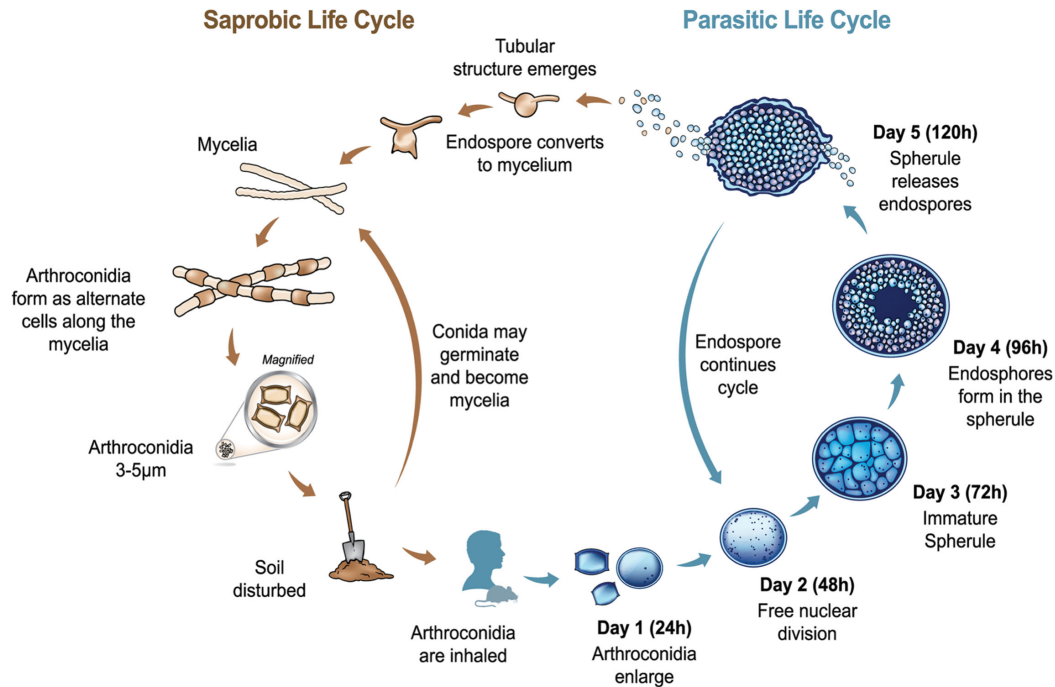 Saprobic Life Cycle
Parasitic Life Cycle
Tubular
structure emerges
Endospore converts
to mycelium
Mycelia
Arthroconidia
form as alternate
cells along the
mycelia
Magnified
Arthroconidia
3-5µm
Conida may
germinate
and become
mycelia
Soil
disturbed
Arthroconidia
are inhaled
Day 1 (24h)
Arthroconidia
enlarge
Day 2 (48h)
Free nuclear
division
Day 3 (72h)
Immature
Spherule
Day 4 (96h)
Endosphores
form in the
spherule
Day 5 (120h)
Spherule
releases
endospores
Endospore
continues
cycle